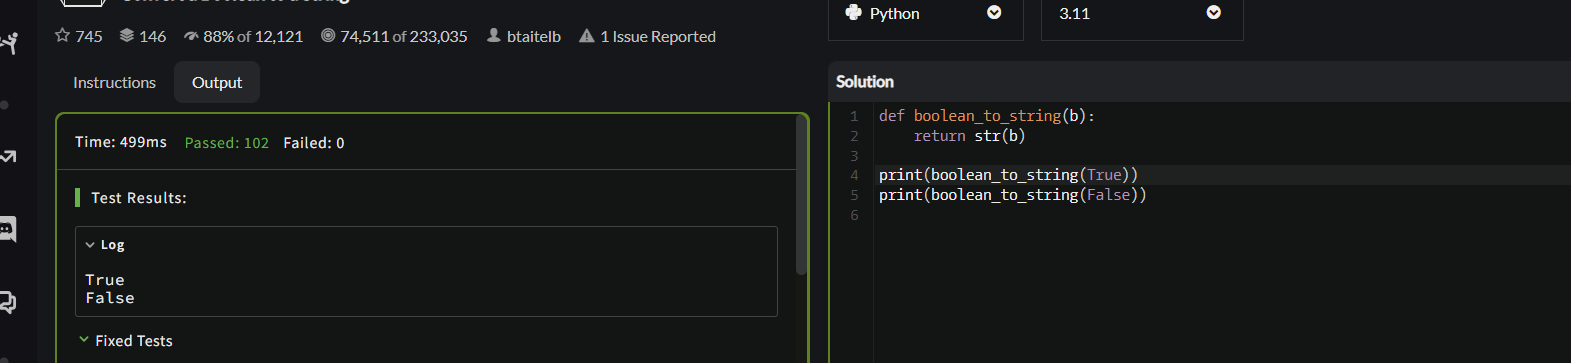 Python
3.11
745 146 88% of 12,121 74,511 of 233,035 btaitelb 1 Issue Reported
Instructions Output
Time: 499ms Passed: 102 Failed: 0
Test Results:
Log
True
False
Fixed Tests
Solution
1 def boolean_to_string(b):
2     return str(b)
3
4 print(boolean_to_string(True))
5 print(boolean_to_string(False))
6